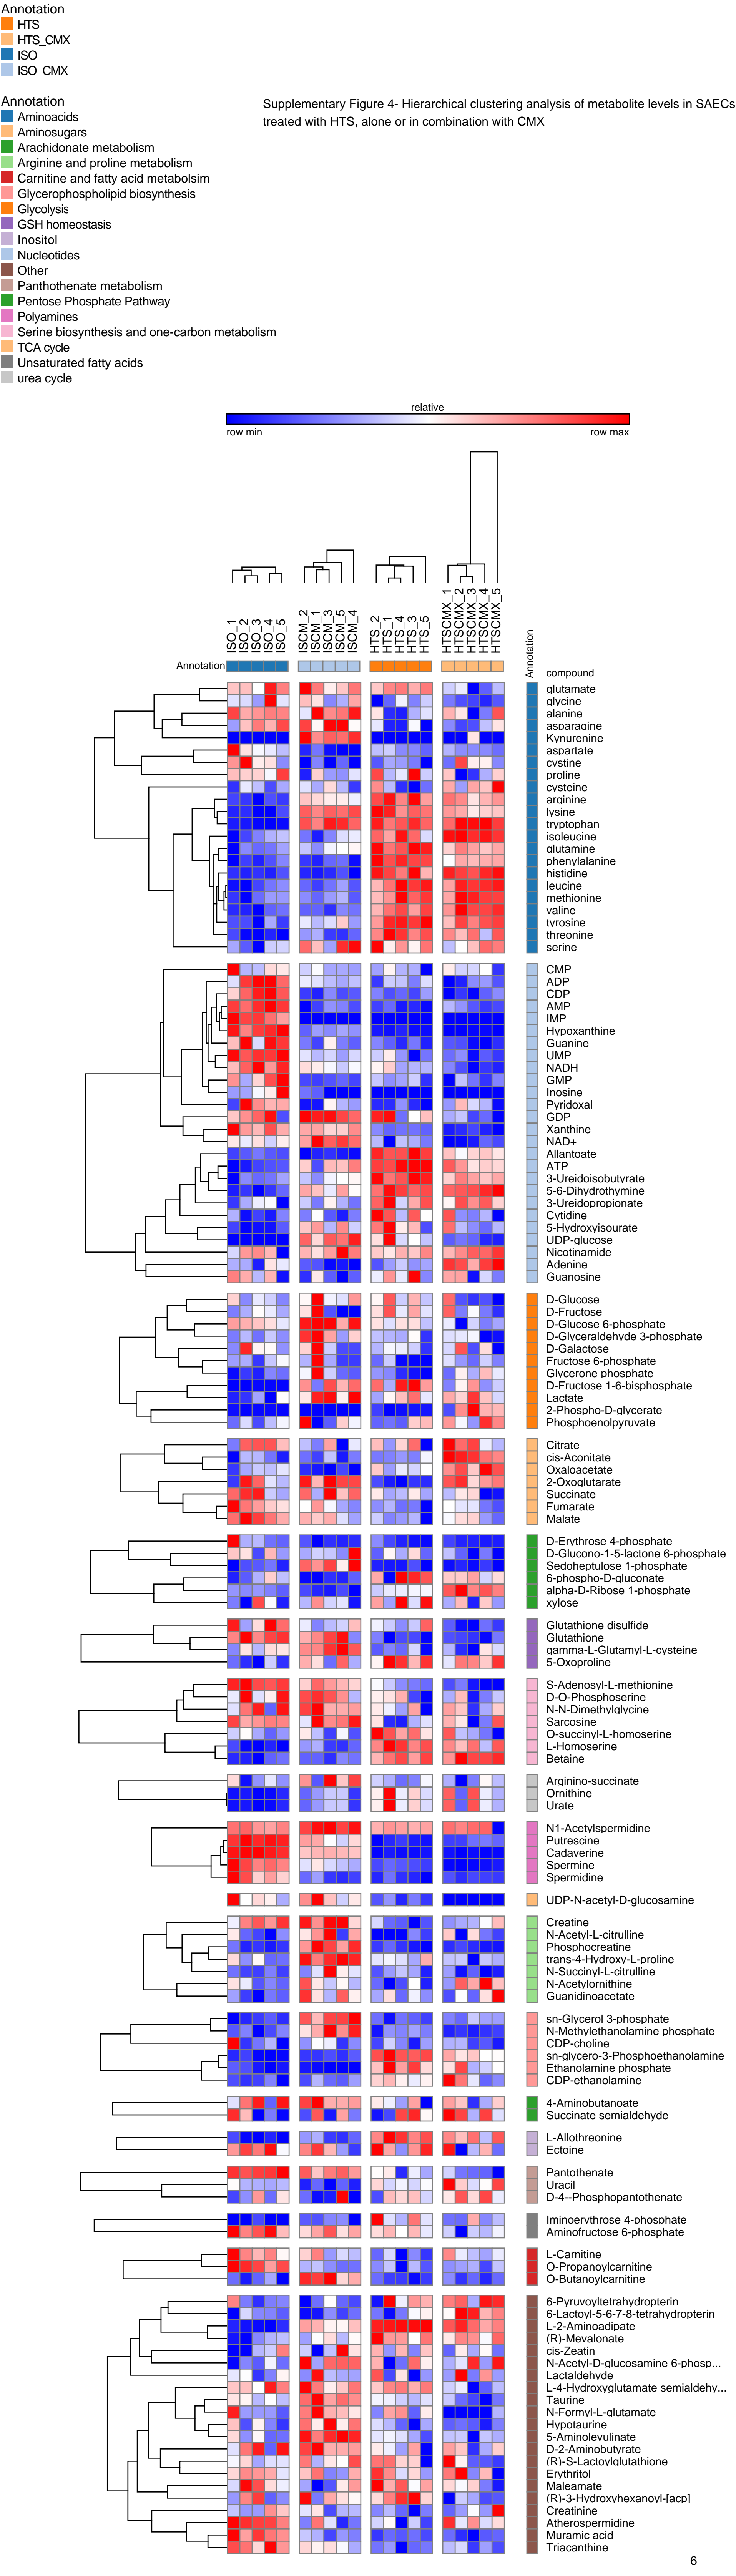 Annotation
HTS
HTS_CMX
ISO
ISO_CMX
Annotation
Aminoacids
Aminosugars
Arachidonate metabolism
Arginine and proline metabolism
Carnitine and fatty acid metabolsim
Glycerophospholipid biosynthesis
Glycolysis
GSH homeostasis
Inositol
Nucleotides
Other
Panthothenate metabolism
Pentose Phosphate Pathway
Polyamines
Serine biosynthesis and one-carbon metabolism
TCA cycle
Unsaturated fatty acids
urea cycle
Supplementary Figure 4- Hierarchical clustering analysis of metabolite levels in SAECs
treated with HTS, alone or in combination with CMX
relative
row min row max
ISO_1
ISO_2
ISO_3
ISO_4
ISO_5
ISCM_2
ISCM_1
ISCM_3
ISCM_5
ISCM_4
HTS_2
HTS_1
HTS_4
HTS_3
HTS_5
HTSCMX_1
HTSCMX_2
HTSCMX_3
HTSCMX_4
HTSCMX_5
Annotation
Annotation
compound
glutamate
glycine
alanine
asparagine
Kynurenine
aspartate
cystine
proline
cysteine
arginine
lysine
tryptophan
isoleucine
glutamine
phenylalanine
histidine
leucine
methionine
valine
tyrosine
threonine
serine
CMP
ADP
CDP
AMP
IMP
Hypoxanthine
Guanine
UMP
NADH
GMP
Inosine
Pyridoxal
GDP
Xanthine
NAD+
Allantoate
ATP
3-Ureidoisobutyrate
5-6-Dihydrothymine
3-Ureidopropionate
Cytidine
5-Hydroxyisourate
UDP-glucose
Nicotinamide
Adenine
Guanosine
D-Glucose
D-Fructose
D-Glucose 6-phosphate
D-Glyceraldehyde 3-phosphate
D-Galactose
Fructose 6-phosphate
Glycerone phosphate
D-Fructose 1-6-bisphosphate
Lactate
2-Phospho-D-glycerate
Phosphoenolpyruvate
Citrate
cis-Aconitate
Oxaloacetate
2-Oxoglutarate
Succinate
Fumarate
Malate
D-Erythrose 4-phosphate
D-Glucono-1-5-lactone 6-phosphate
Sedoheptulose 1-phosphate
6-phospho-D-gluconate
alpha-D-Ribose 1-phosphate
xylose
Glutathione disulfide
Glutathione
gamma-L-Glutamyl-L-cysteine
5-Oxoproline
S-Adenosyl-L-methionine
D-O-Phosphoserine
N-N-Dimethylglycine
Sarcosine
O-succinyl-L-homoserine
L-Homoserine
Betaine
Arginino-succinate
Ornithine
Urate
N1-Acetylspermidine
Putrescine
Cadaverine
Spermine
Spermidine
UDP-N-acetyl-D-glucosamine
Creatine
N-Acetyl-L-citrulline
Phosphocreatine
trans-4-Hydroxy-L-proline
N-Succinyl-L-citrulline
N-Acetylornithine
Guanidinoacetate
sn-Glycerol 3-phosphate
N-Methylethanolamine phosphate
CDP-choline
sn-glycero-3-Phosphoethanolamine
Ethanolamine phosphate
CDP-ethanolamine
4-Aminobutanoate
Succinate semialdehyde
L-Allothreonine
Ectoine
Pantothenate
Uracil
D-4--Phosphopantothenate
Iminoerythrose 4-phosphate
Aminofructose 6-phosphate
L-Carnitine
O-Propanoylcarnitine
O-Butanoylcarnitine
6-Pyruvoyltetrahydropterin
6-Lactoyl-5-6-7-8-tetrahydropterin
L-2-Aminoadipate
(R)-Mevalonate
cis-Zeatin
N-Acetyl-D-glucosamine 6-phosp...
Lactaldehyde
L-4-Hydroxyglutamate semialdehy...
Taurine
N-Formyl-L-glutamate
Hypotaurine
5-Aminolevulinate
D-2-Aminobutyrate
(R)-S-Lactoylglutathione
Erythritol
Maleamate
(R)-3-Hydroxyhexanoyl-[acp]
Creatinine
Atherospermidine
Muramic acid
Triacanthine
6